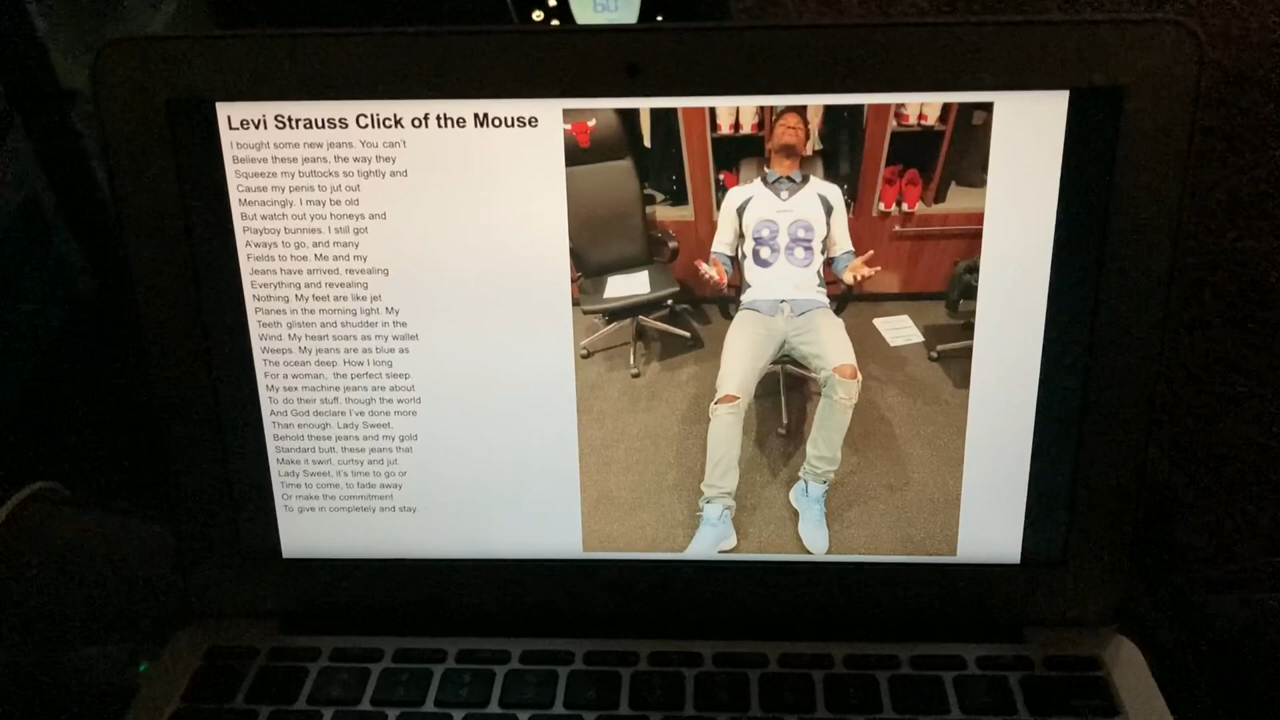 60
Levi Strauss Click of the Mouse
I bought some new jeans. You can't
Believe these jeans, the way they
Squeeze my buttocks so tightly and
Cause my penis to jut out
Menacingly. I may be old
But watch out you honeys and
Playboy bunnies. I still got
A'ways to go, and many
Fields to hoe. Me and my
Jeans have arrived, revealing
Everything and revealing
Nothing. My feet are like jet
Planes in the morning light. My
Teeth glisten and shudder in the
Wind. My heart soars as my wallet
Weeps. My jeans are as blue as
The ocean deep. How I long
For a woman, the perfect sleep.
My sex machine jeans are about
To do their stuff, though the world
And God declare I've done more
Than enough. Lady Sweet,
Behold these jeans and my gold
Standard butt, these jeans that
Make it swirl, curtsy and jut.
Lady Sweet, it's time to go or
Time to come, to fade away
Or make the commitment
To give in completely and stay.
88